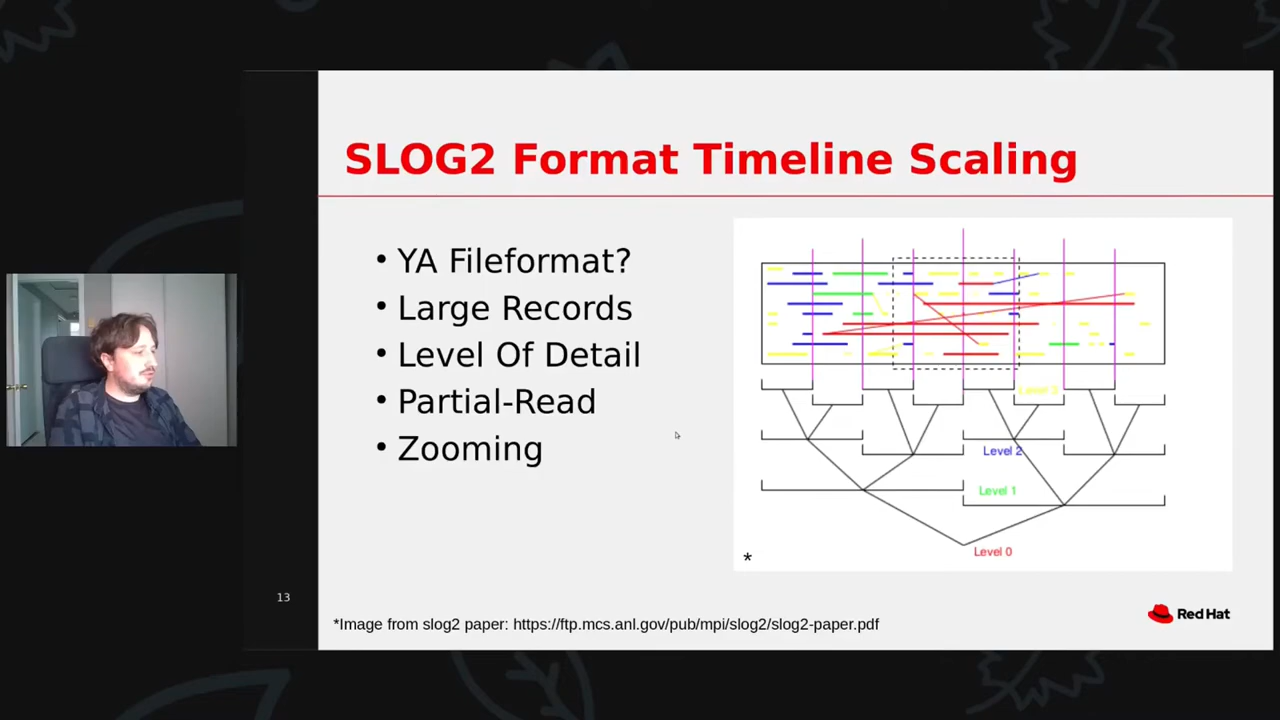 SLOG2 Format Timeline Scaling
• YA Fileformat?
• Large Records
• Level Of Detail
• Partial-Read
• Zooming
Level 3
Level 2
Level 1
Level 0
*
13
*Image from slog2 paper: https://ftp.mcs.anl.gov/pub/mpi/slog2/slog2-paper.pdf
Red Hat